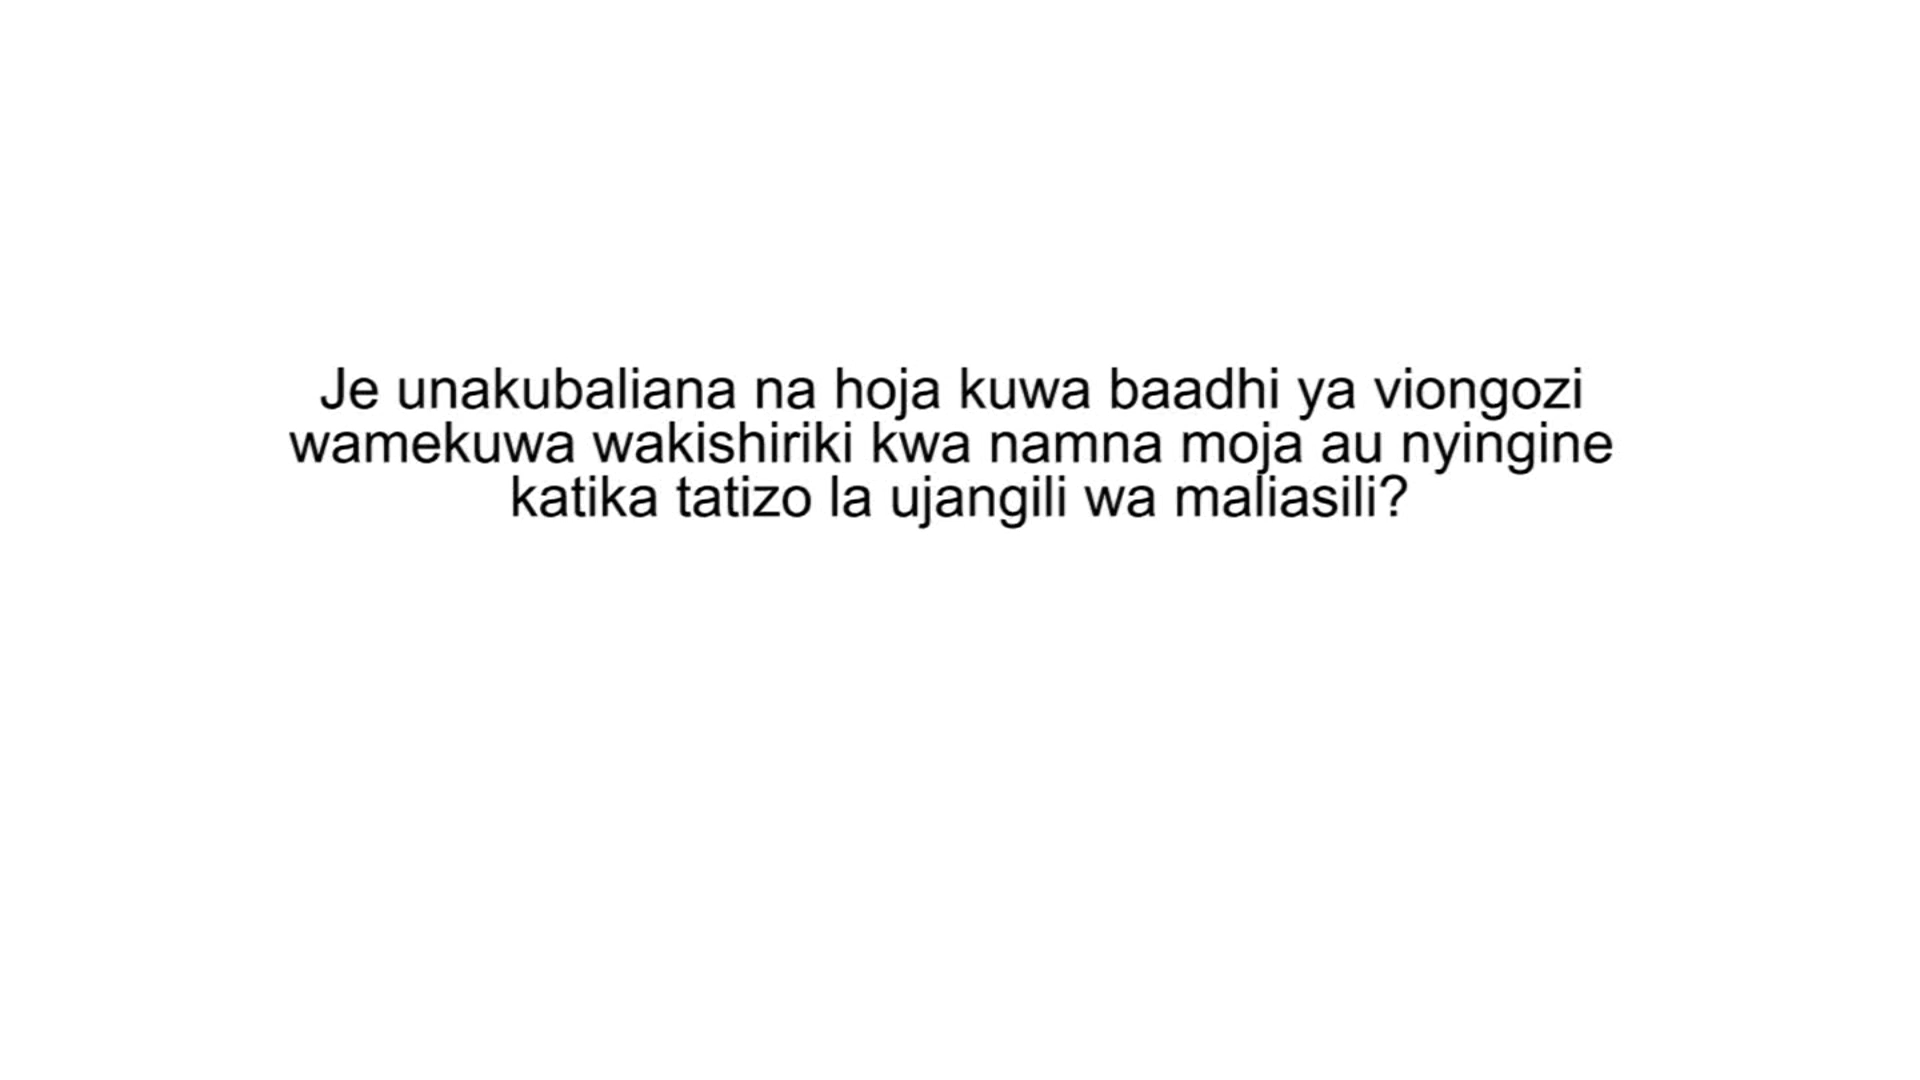 Je unakubaliana na hoja kuwa baadhi ya viongozi
wamekuwa wakishiriki kwa namna moja au nyingine
katika tatizo la ujangili wa maliasili?